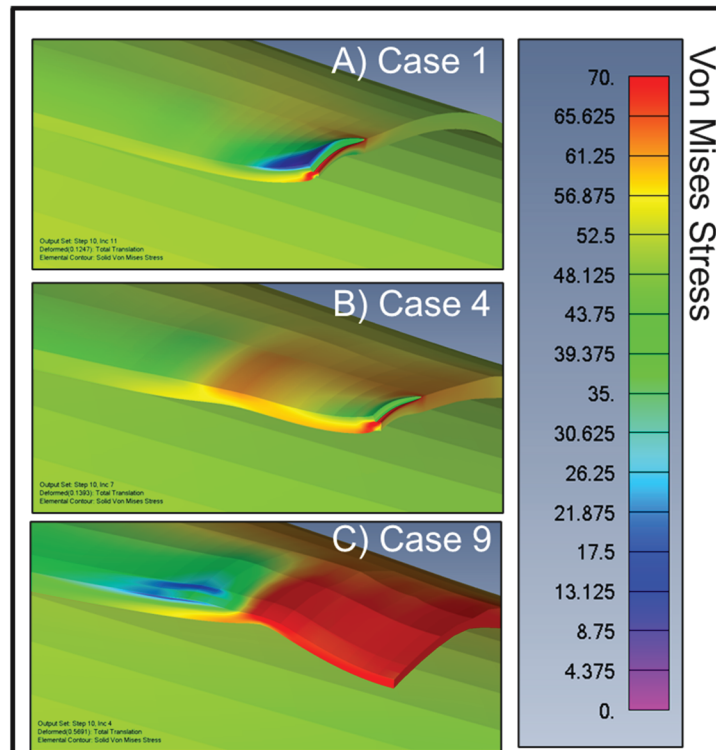 A) Case 1
Output Set: Step 10, Inc 11
Deformed(0.1247): Total Translation
Elemental Contour: Solid Von Mises Stress
B) Case 4
Output Set: Step 10, Inc 7
Deformed(0.1393): Total Translation
Elemental Contour: Solid Von Mises Stress
C) Case 9
Output Set: Step 10, Inc 4
Deformed(0.5691): Total Translation
Elemental Contour: Solid Von Mises Stress
70.
65.625
61.25
56.875
52.5
48.125
43.75
39.375
35.
30.625
26.25
21.875
17.5
13.125
8.75
4.375
0.
Von Mises Stress